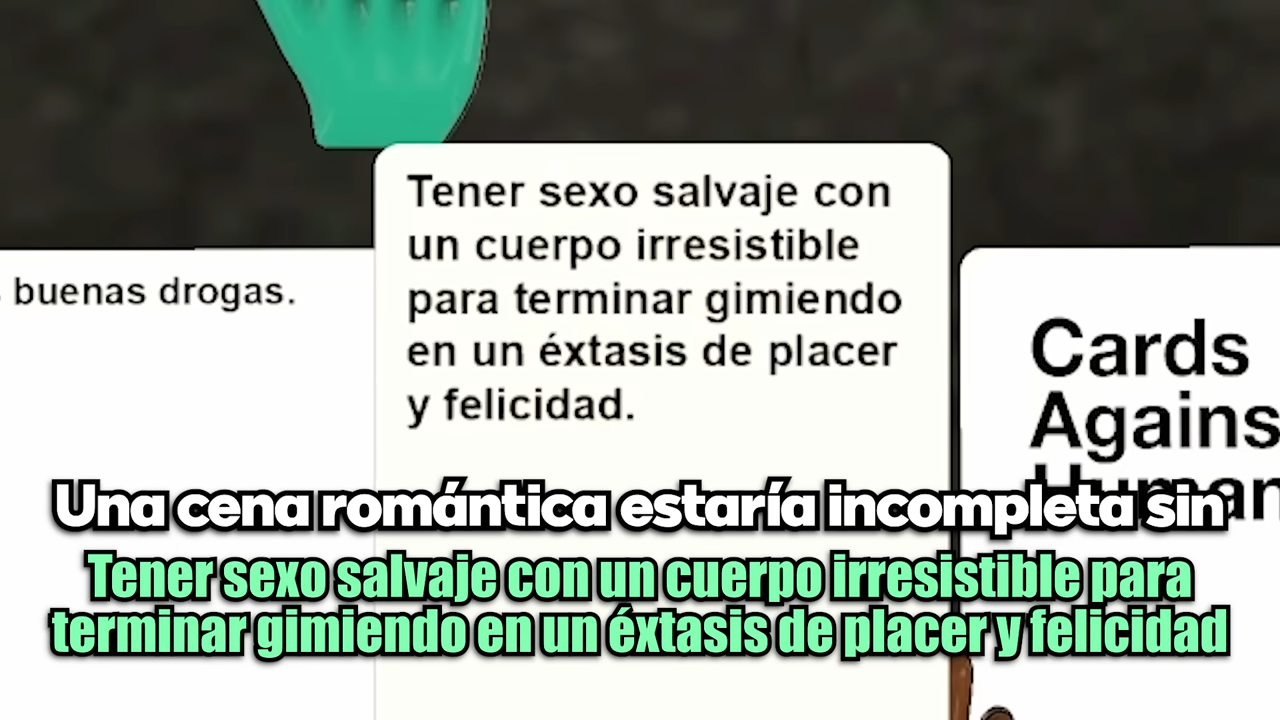 buenas drogas.
Tener sexo salvaje con
un cuerpo irresistible
para terminar gimiendo
en un éxtasis de placer
y felicidad.
Cards
Agains
Human
Una cena romántica estaría incompleta sin
Tener sexo salvaje con un cuerpo irresistible para
terminar gimiendo en un éxtasis de placer y felicidad